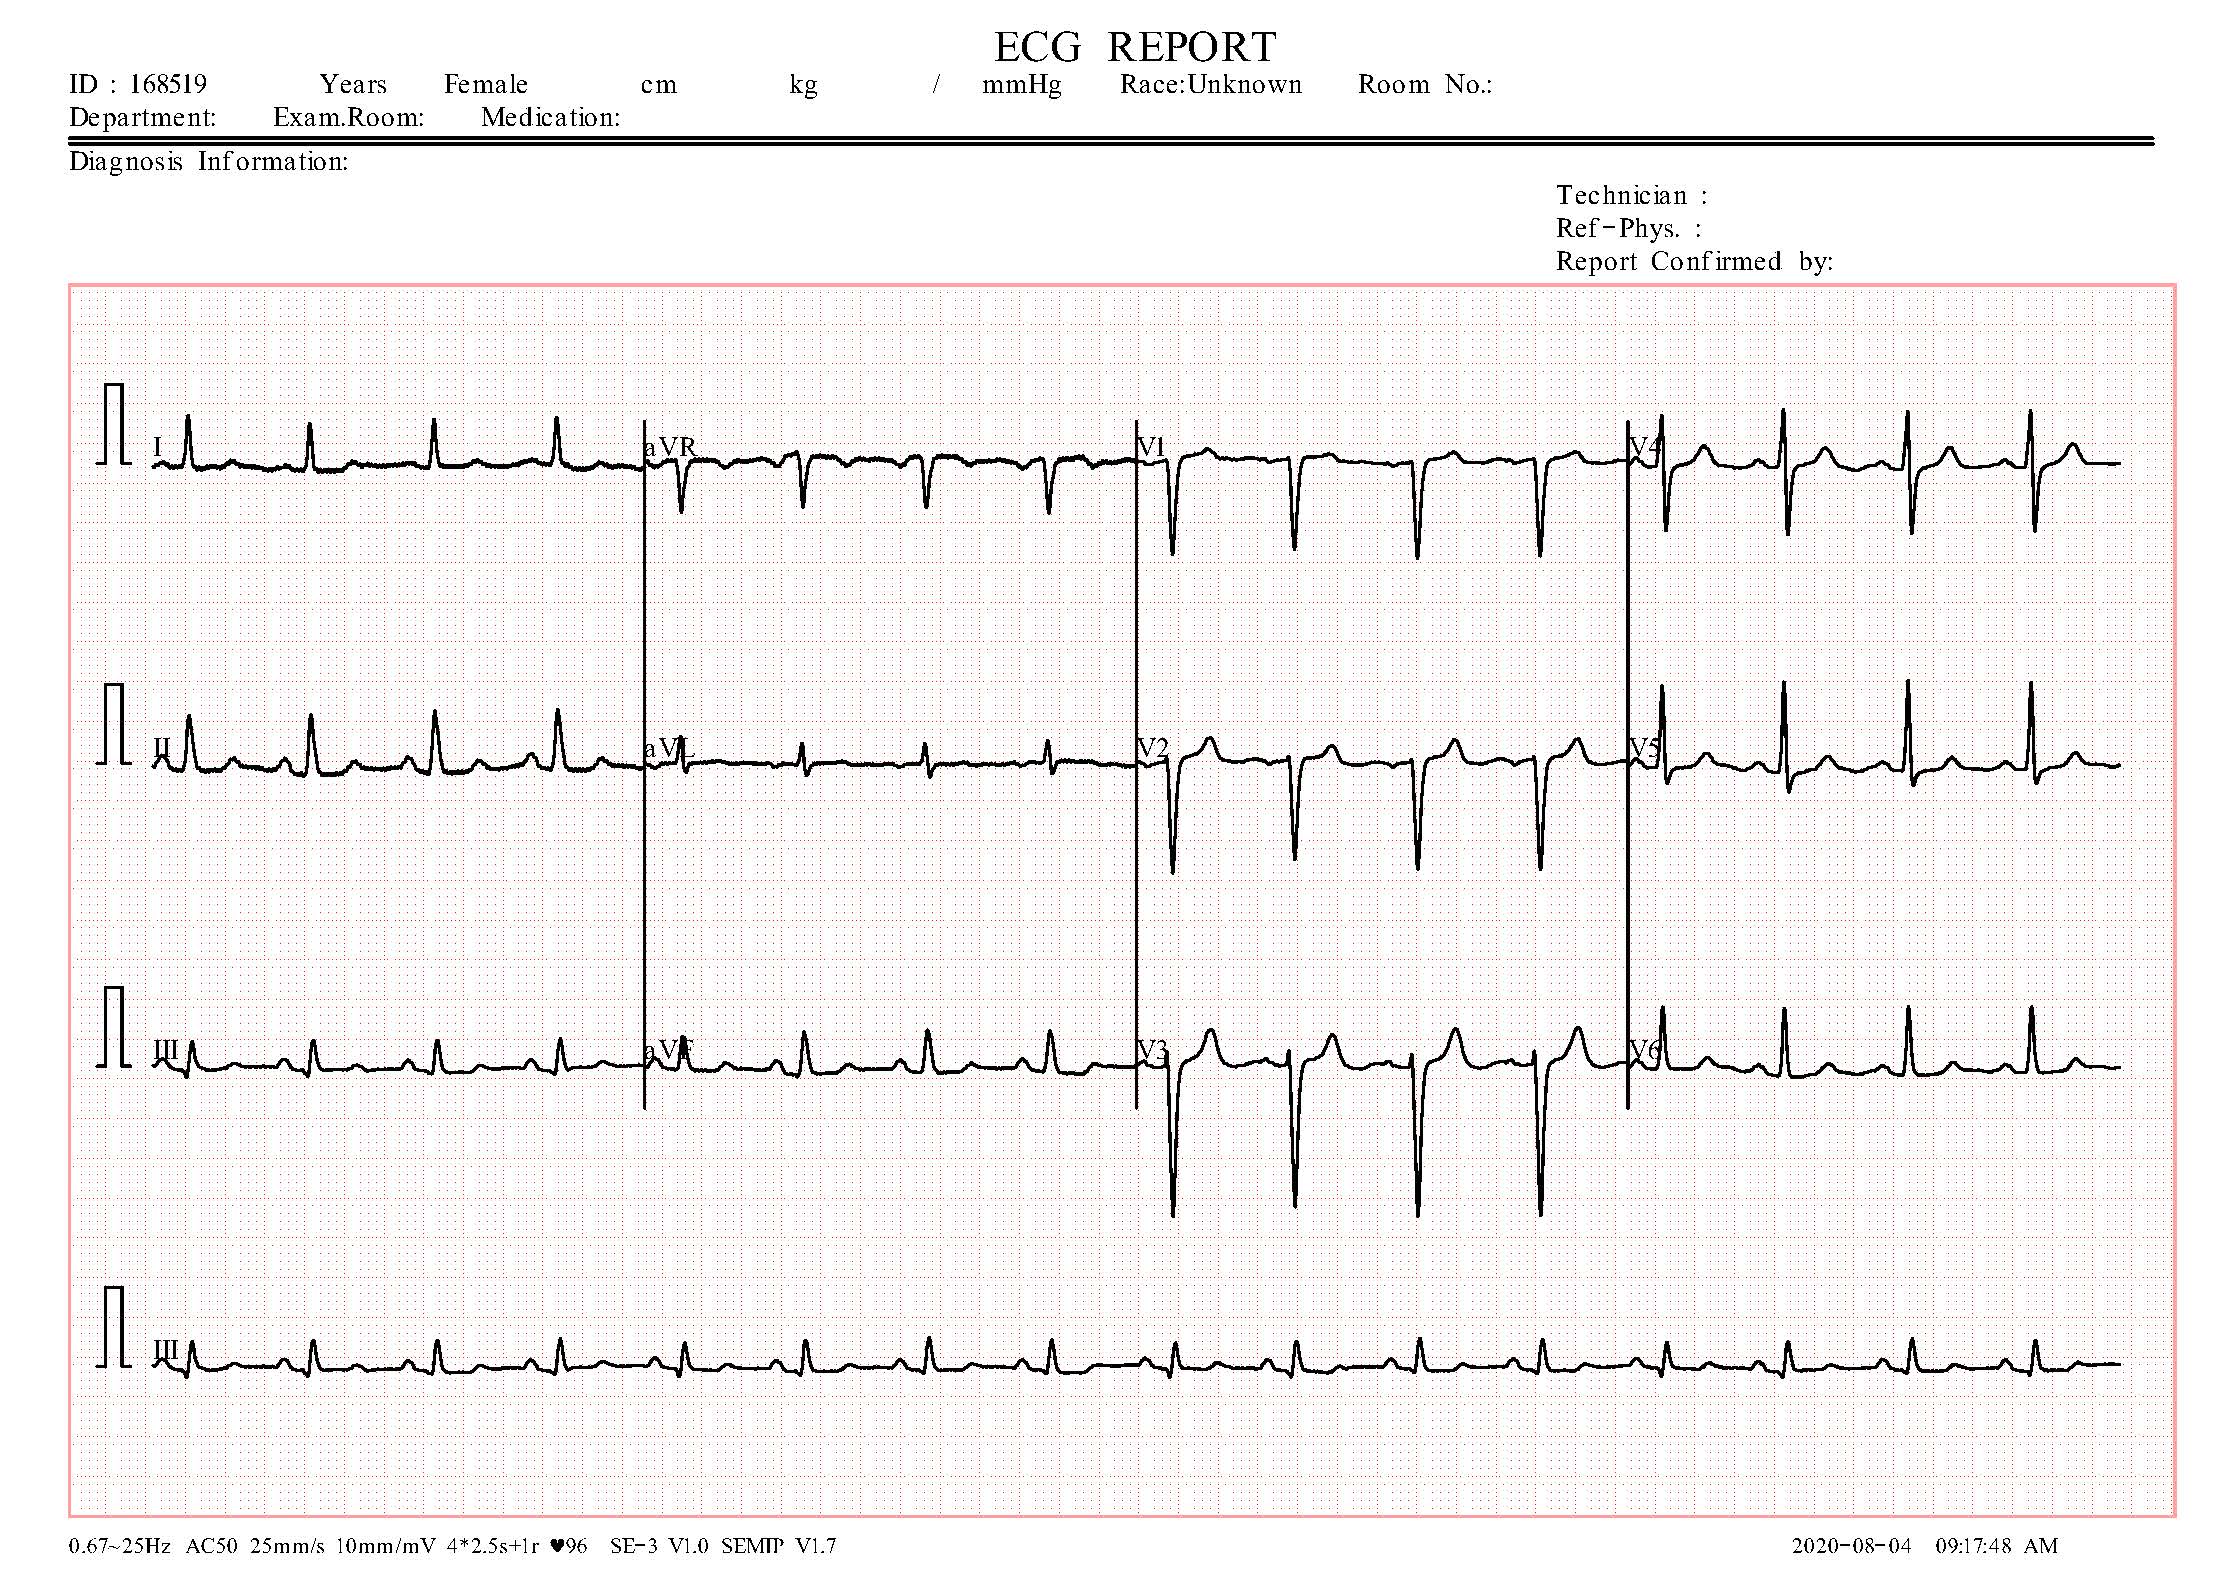 ECG REPORT
ID : 168519 Years Female cm kg / mmHg Race:Unknown Room No.:
Department: Exam.Room: Medication:
Diagnosis Information:
Technician :
Ref-Phys. :
Report Confirmed by:
I aVR V1 V4
II aVL V2 V5
III aVF V3 V6
III
0.67~25Hz AC50 25mm/s 10mm/mV 4*2.5s+1r ♥96 SE-3 V1.0 SEMIP V1.7 2020-08-04 09:17:48 AM